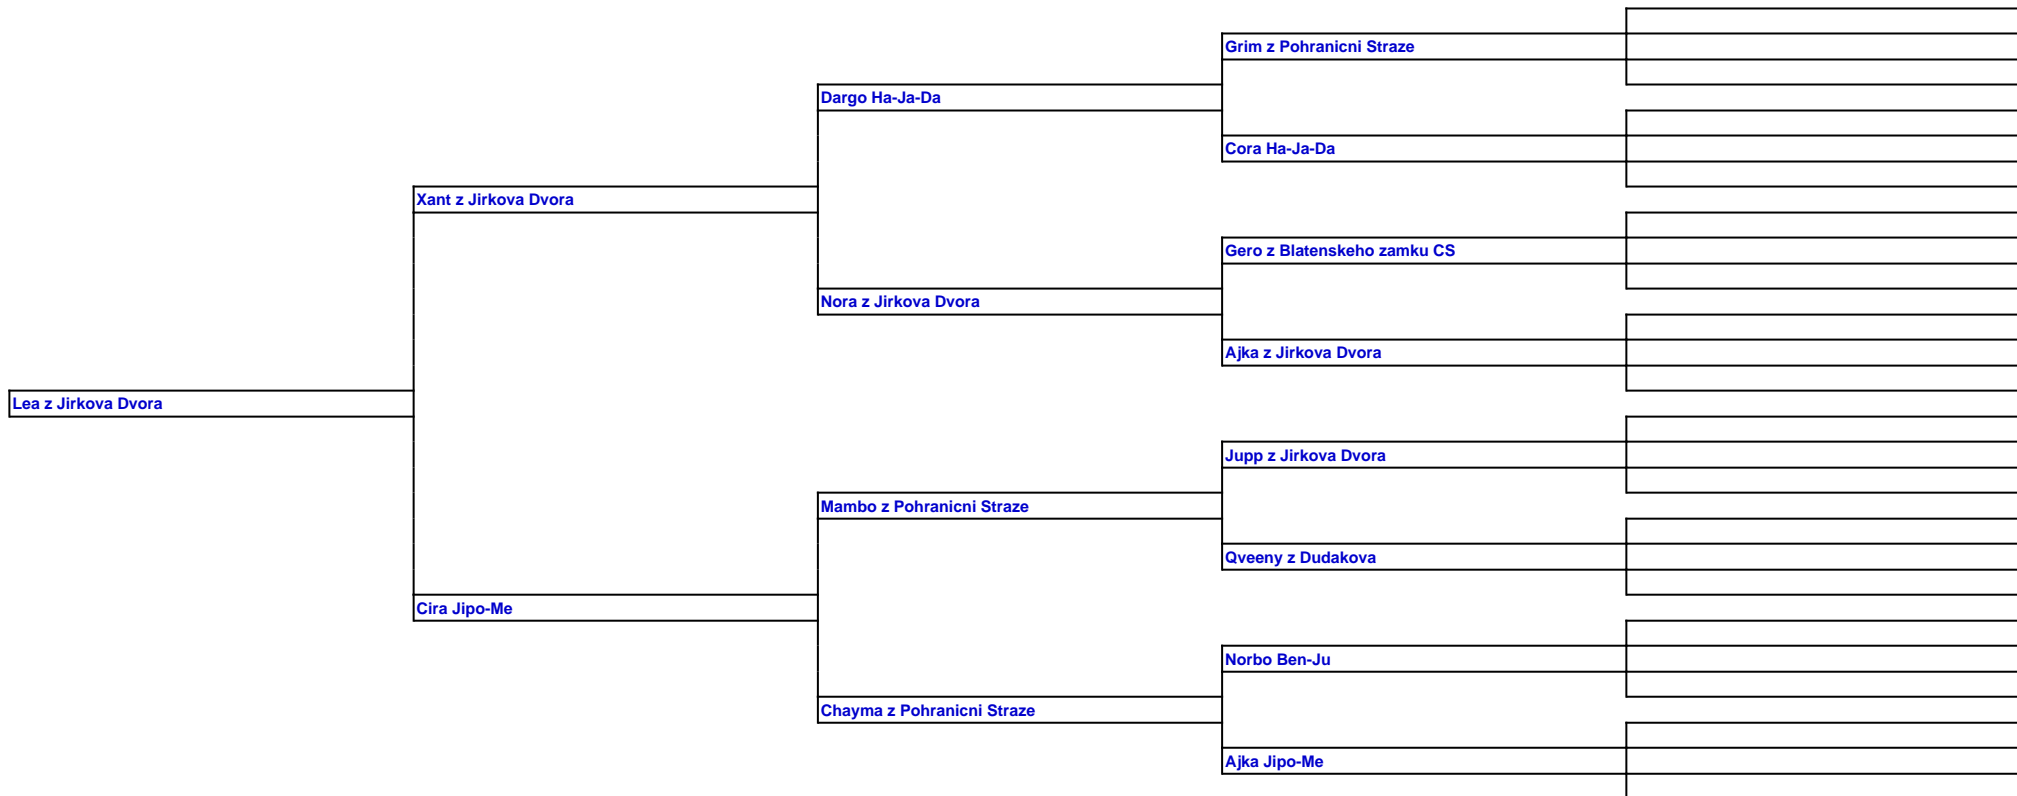 Grim z Pohranicni Straze
Dargo Ha-Ja-Da
Cora Ha-Ja-Da
Xant z Jirkova Dvora
Gero z Blatenskeho zamku CS
Nora z Jirkova Dvora
Ajka z Jirkova Dvora
Lea z Jirkova Dvora
Jupp z Jirkova Dvora
Mambo z Pohranicni Straze
Qveeny z Dudakova
Cira Jipo-Me
Norbo Ben-Ju
Chayma z Pohranicni Straze
Ajka Jipo-Me